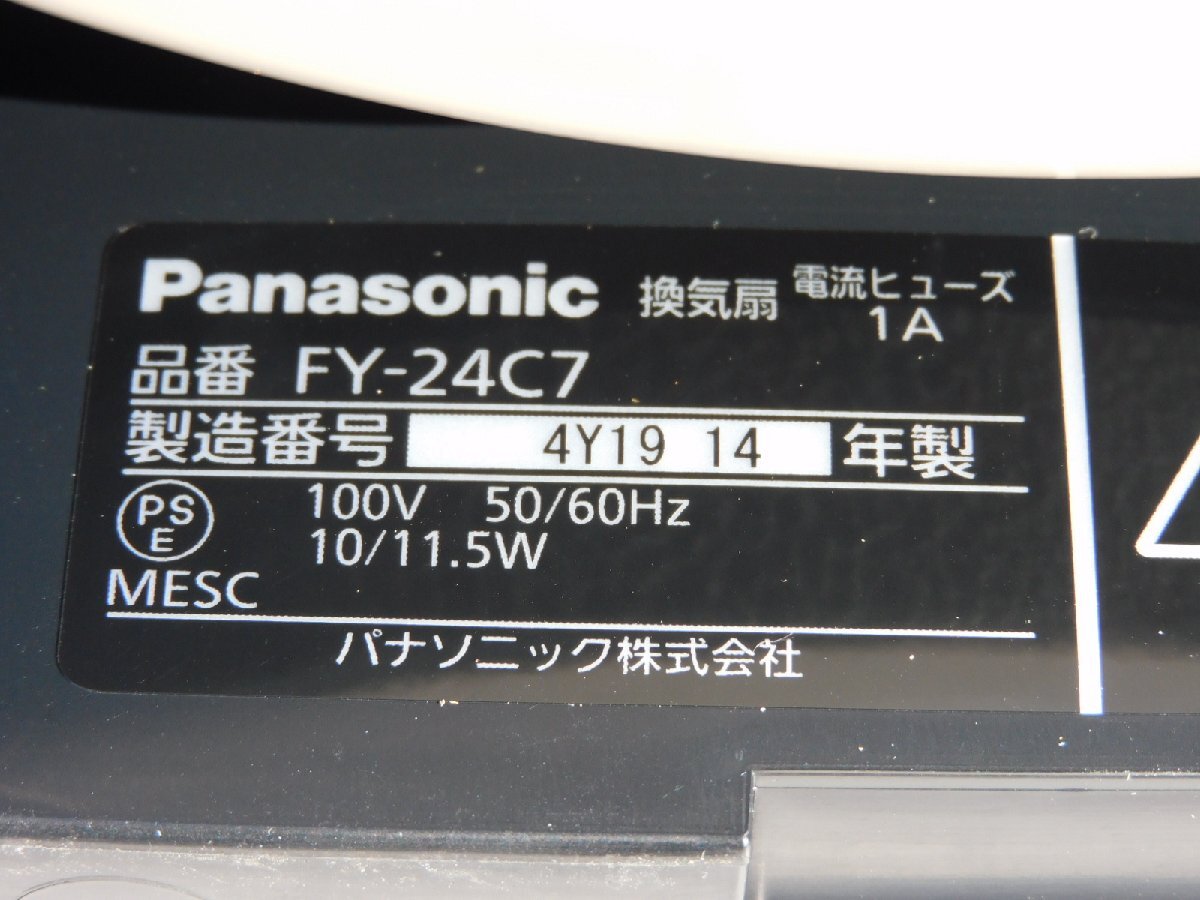 Panasonic 換気扇 電流ヒューズ
1A
品番 FY-24C7
製造番号 4Y19 14 年製
PS
E
100V 50/60Hz
10/11.5W
MESC
パナソニック株式会社